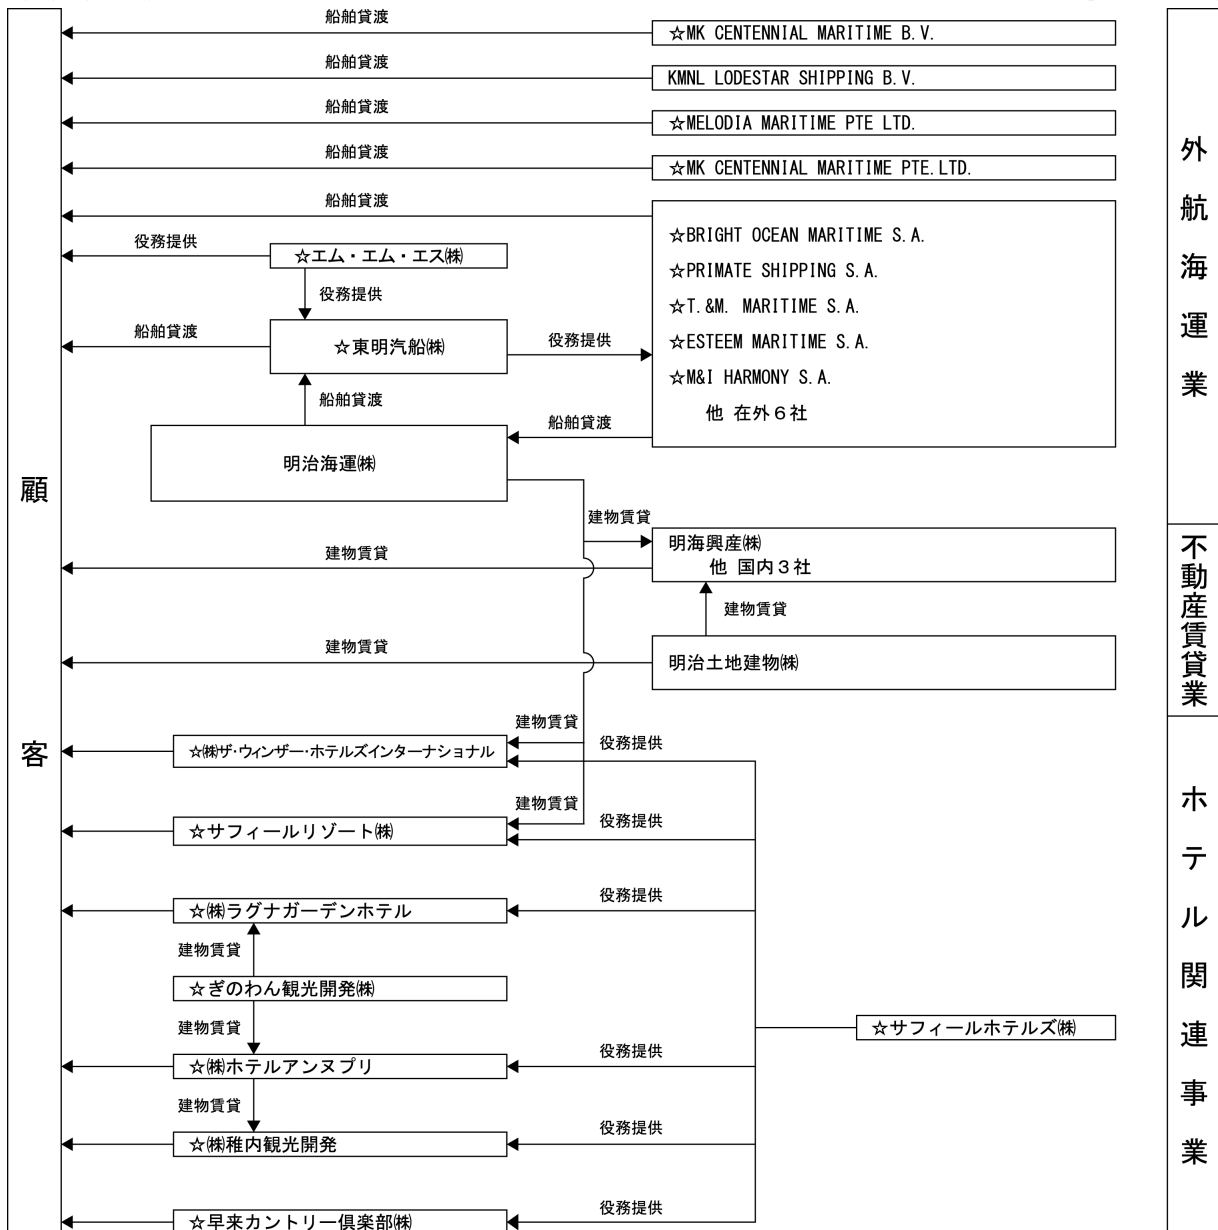 船舶貸渡
☆MK CENTENNIAL MARITIME B.V.
船舶貸渡
KMNL LODESTAR SHIPPING B.V.
船舶貸渡
☆MELODIA MARITIME PTE LTD.
船舶貸渡
☆MK CENTENNIAL MARITIME PTE.LTD.
船舶貸渡
☆BRIGHT OCEAN MARITIME S.A.
☆PRIMATE SHIPPING S.A.
☆T.&M. MARITIME S.A.
☆ESTEEM MARITIME S.A.
☆M&I HARMONY S.A.
他 在外6社
役務提供
☆エム・エム・エス㈱
役務提供
船舶貸渡
☆東明汽船㈱
役務提供
船舶貸渡
船舶貸渡
明治海運㈱
建物賃貸
明海興産㈱
他 国内3社
建物賃貸
建物賃貸
建物賃貸
明治土地建物㈱
建物賃貸
役務提供
☆㈱ザ・ウィンザー・ホテルズインターナショナル
建物賃貸
役務提供
☆サフィールリゾート㈱
役務提供
☆㈱ラグナガーデンホテル
建物賃貸
☆ぎのわん観光開発㈱
建物賃貸
☆サフィールホテルズ㈱
役務提供
☆㈱ホテルアンヌプリ
建物賃貸
役務提供
☆㈱稚内観光開発
役務提供
☆早来カントリー倶楽部㈱
顧客
外航海運業
不動産賃貸業
ホテル関連事業